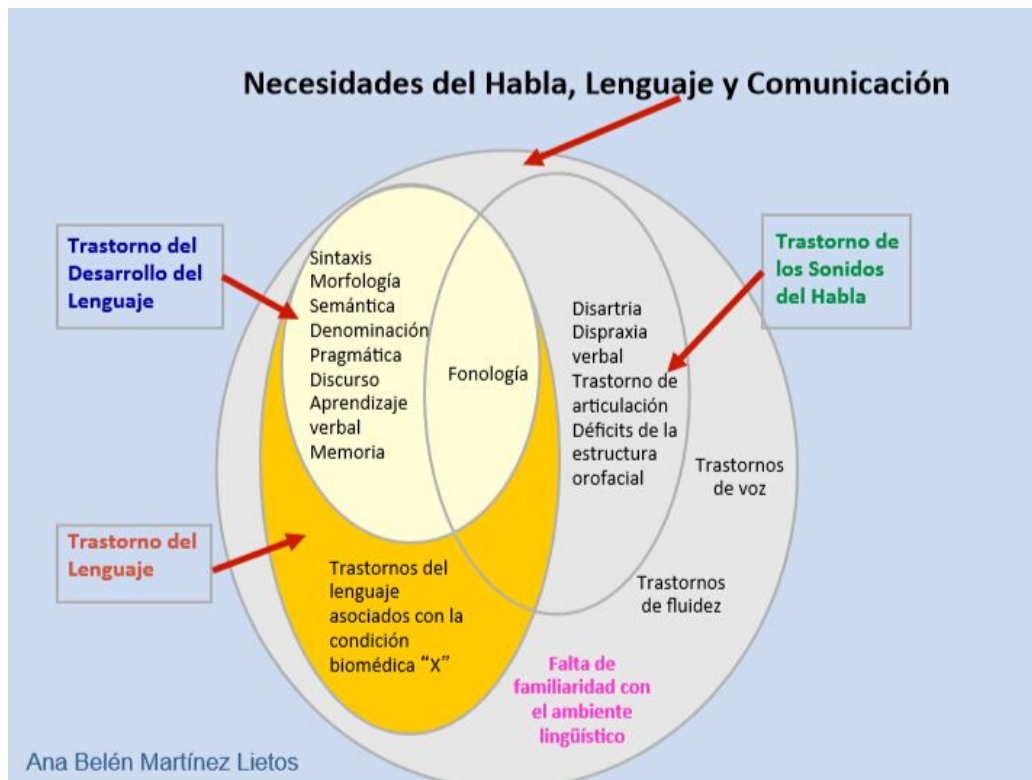 Necesidades del Habla, Lenguaje y Comunicación
Trastorno del
Desarrollo del
Lenguaje
Sintaxis
Morfología
Semántica
Denominación
Pragmática
Discurso
Aprendizaje
verbal
Memoria
Fonología
Disartria
Dispraxia
verbal
Trastorno de
articulación
Déficits de la
estructura
orofacial
Trastorno de
los Sonidos
del Habla
Trastornos
de voz
Trastorno del
Lenguaje
Trastornos del
lenguaje
asociados con la
condición
biomédica “X”
Trastornos
de fluidez
Falta de
familiaridad con
el ambiente
lingüístico
Ana Belén Martínez Lietos